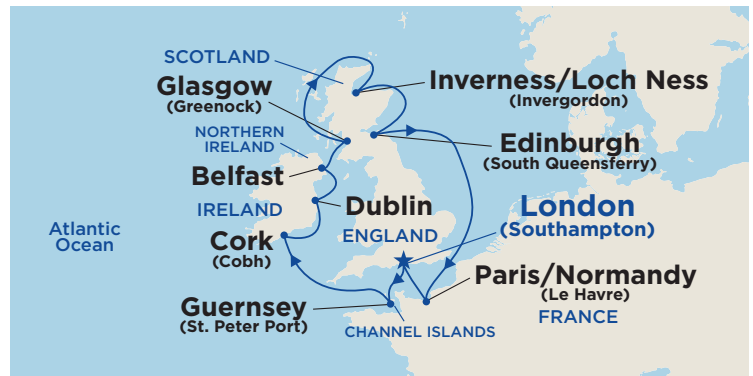 SCOTLAND
Glasgow
(Greenock)
Inverness/Loch Ness
(Invergordon)
NORTHERN
IRELAND
Edinburgh
(South Queensferry)
Belfast
IRELAND
Dublin
London
(Southampton)
Atlantic
Ocean
ENGLAND
Cork
(Cobh)
Paris/Normandy
(Le Havre)
Guernsey
(St. Peter Port)
CHANNEL ISLANDS
FRANCE